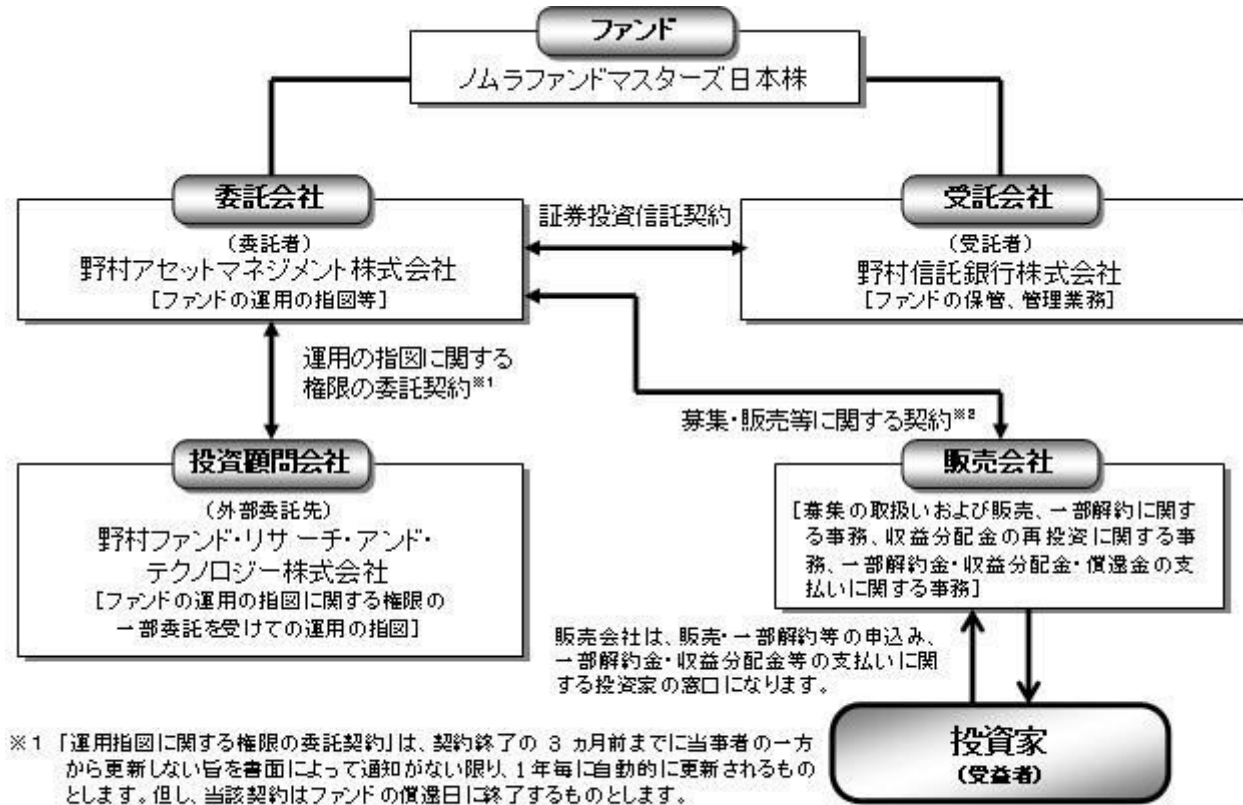 ファンド
ノムラファンドマスターズ日本株
委託会社
(委託者)
野村アセットマネジメント株式会社
[ファンドの運用の指図等]
証券投資信託契約
受託会社
(受託者)
野村信託銀行株式会社
[ファンドの保管、管理業務]
運用の指図に関する
権限の委託契約※1
募集・販売等に関する契約※2
投資顧問会社
(外部委託先)
野村ファンド・リサーチ・アンド・
テクノロジー株式会社
[ファンドの運用の指図に関する権限の
一部委託を受けての運用の指図]
販売会社
[募集の取扱いおよび販売、一部解約に関す
る事務、収益分配金の再投資に関する事
務、一部解約金・収益分配金・償還金の支
払いに関する事務]
販売会社は、販売・一部解約等の申込み、
一部解約金・収益分配金等の支払いに関
する投資家の窓口になります。
投資家
(受益者)
※1 「運用指図に関する権限の委託契約」は、契約終了の 3 ヵ月前までに当事者の一方
から更新しない旨を書面によって通知がない限り、1年毎に自動的に更新されるもの
とします。但し、当該契約はファンドの償還日に終了するものとします。